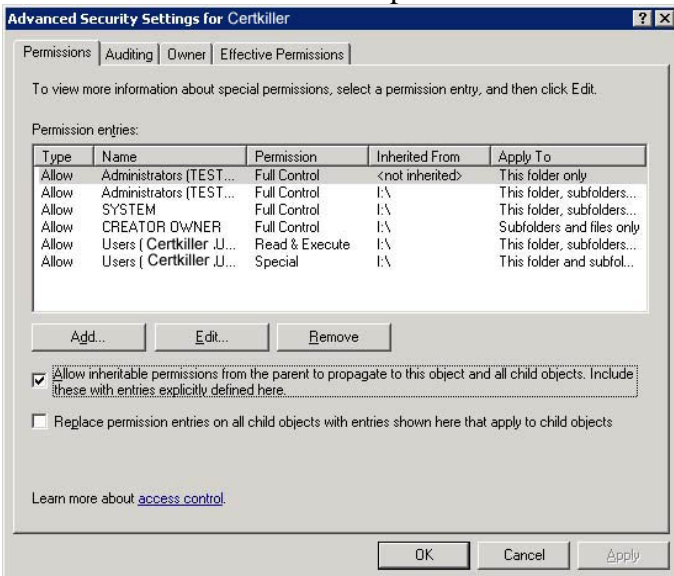 Advanced Security Settings for Certkiller
? X
Permissions Auditing Owner Effective Permissions
To view more information about special permissions, select a permission entry, and then click Edit.
Permission entries:
Type Name Permission Inherited From Apply To
Allow Administrators (TEST... Full Control <not inherited> This folder only
Allow Administrators (TEST... Full Control I:\ This folder, subfolders...
Allow SYSTEM Full Control I:\ This folder, subfolders...
Allow CREATOR OWNER Full Control I:\ Subfolders and files only
Allow Users ( Certkiller .U... Read & Execute I:\ This folder, subfolders...
Allow Users ( Certkiller .U... Special I:\ This folder and subfol...
Add... Edit... Remove
Allow inheritable permissions from the parent to propagate to this object and all child objects. Include
these with entries explicitly defined here.
Replace permission entries on all child objects with entries shown here that apply to child objects
Learn more about access control.
OK Cancel Apply